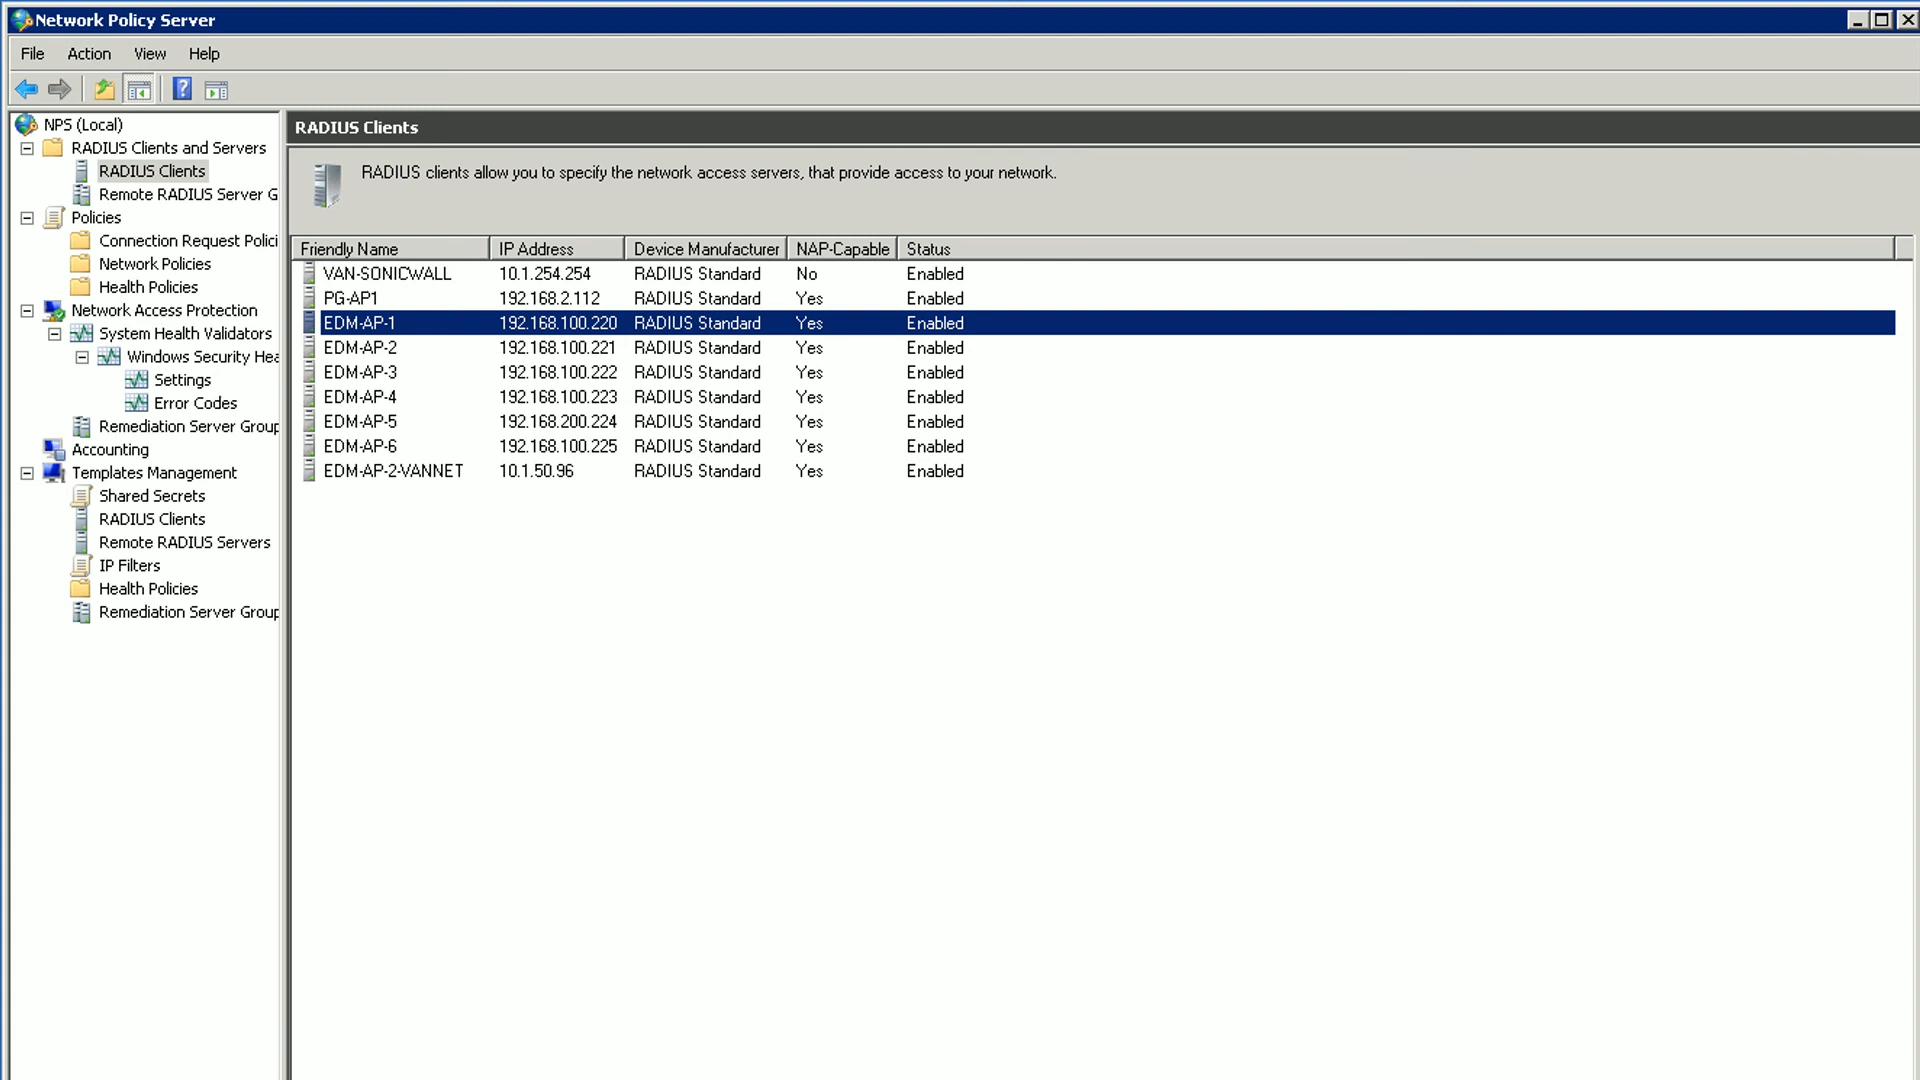 Network Policy Server
File Action View Help
NPS (Local)
RADIUS Clients and Servers
RADIUS Clients
Remote RADIUS Server G
Policies
Connection Request Polici
Network Policies
Health Policies
Network Access Protection
System Health Validators
Windows Security Hea
Settings
Error Codes
Remediation Server Group
Accounting
Templates Management
Shared Secrets
RADIUS Clients
Remote RADIUS Servers
IP Filters
Health Policies
Remediation Server Group
RADIUS Clients
RADIUS clients allow you to specify the network access servers, that provide access to your network.
Friendly Name IP Address Device Manufacturer NAP-Capable Status
VAN-SONICWALL 10.1.254.254 RADIUS Standard No Enabled
PG-AP1 192.168.2.112 RADIUS Standard Yes Enabled
EDM-AP-1 192.168.100.220 RADIUS Standard Yes Enabled
EDM-AP-2 192.168.100.221 RADIUS Standard Yes Enabled
EDM-AP-3 192.168.100.222 RADIUS Standard Yes Enabled
EDM-AP-4 192.168.100.223 RADIUS Standard Yes Enabled
EDM-AP-5 192.168.200.224 RADIUS Standard Yes Enabled
EDM-AP-6 192.168.100.225 RADIUS Standard Yes Enabled
EDM-AP-2-VANNET 10.1.50.96 RADIUS Standard Yes Enabled